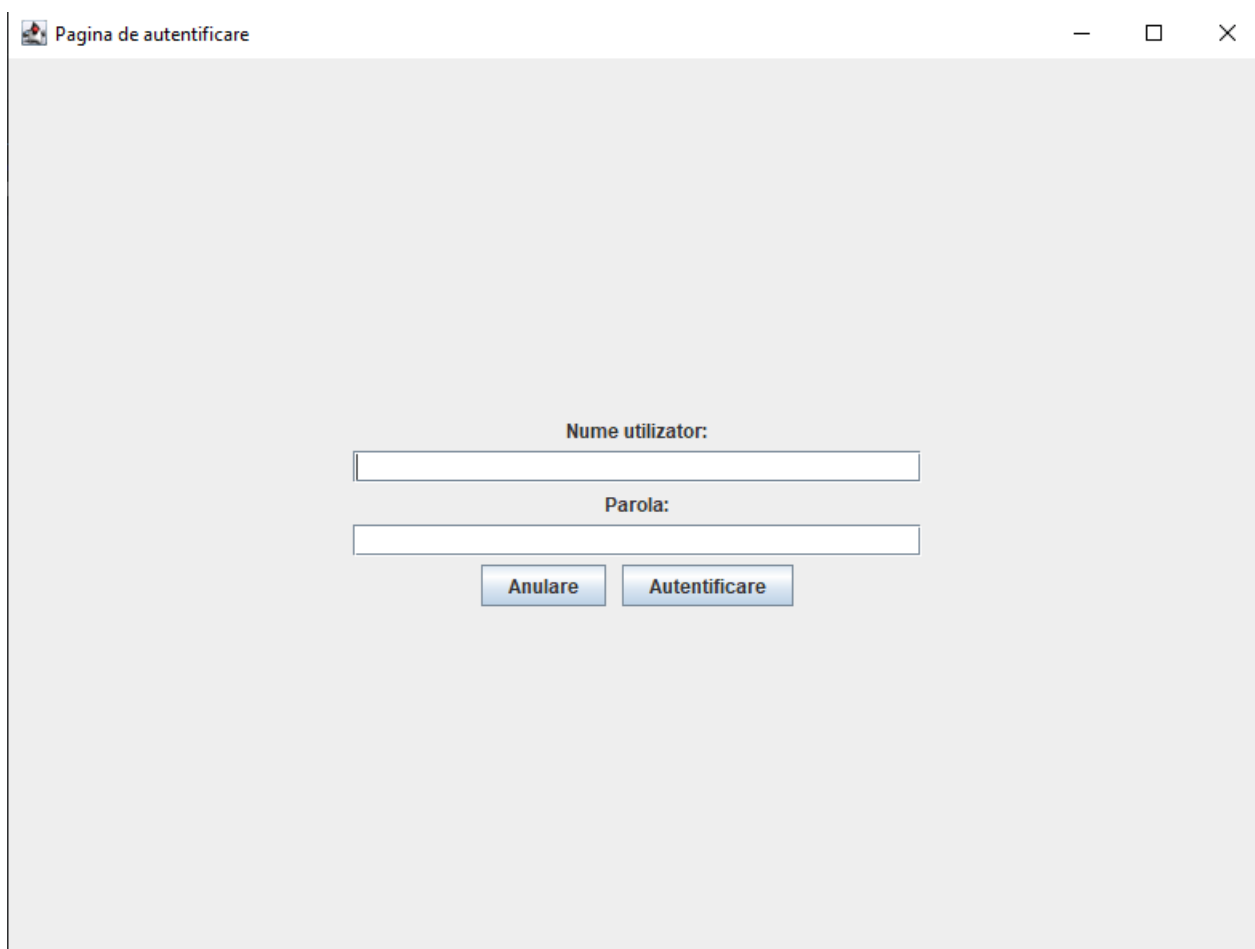 Pagina de autentificare
Nume utilizator:
Parola:
Anulare Autentificare